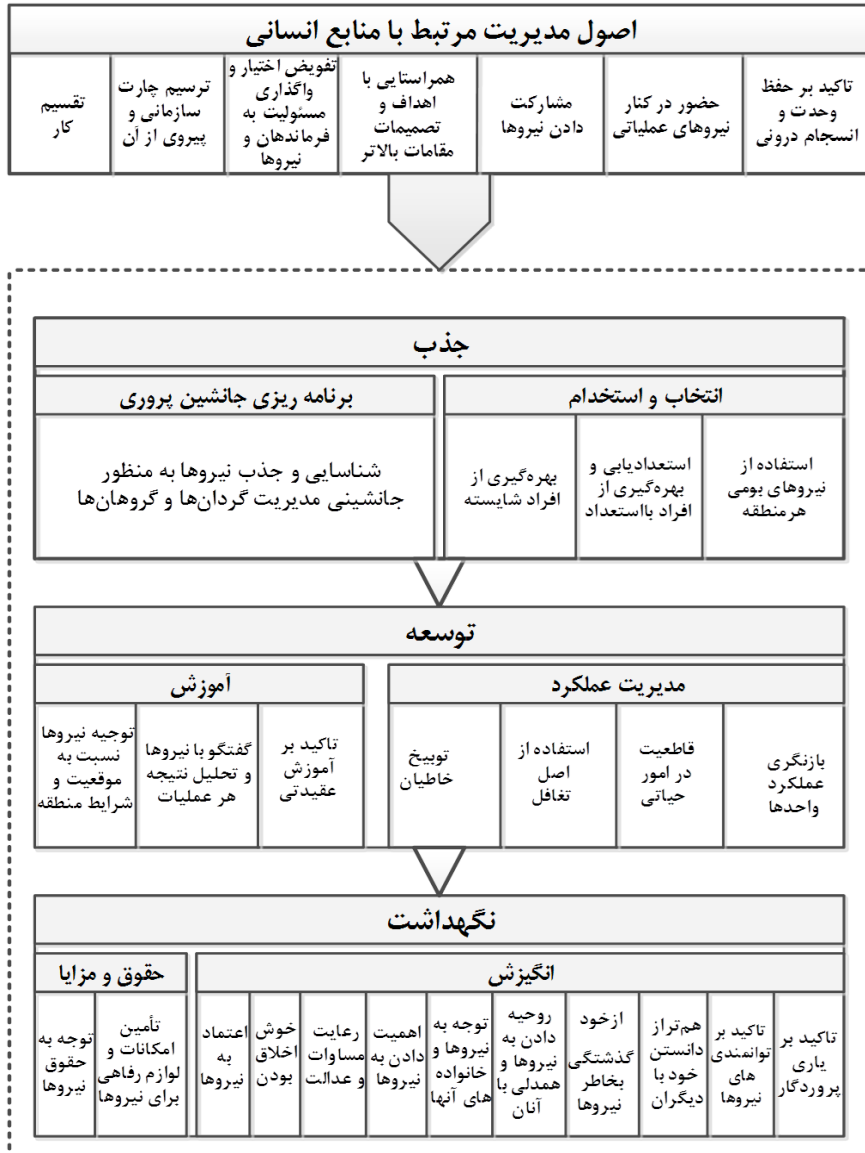 اصول مدیریت مرتبط با منابع انسانی
تاکید بر حفظ
وحدت و
انسجام درونی
حضور در کنار
نیروهای عملیاتی
مشارکت
دادن نیروها
همراستایی با
اهداف و
تصمیمات
مقامات بالاتر
تفویض اختیار و
واگذاری
مسئولیت به
فرماندهان و
نیروها
ترسیم چارت
سازمانی و
پیروی از آن
تقسیم
کار
جذب
انتخاب و استخدام
استفاده از
نیروهای بومی
هرمنطقه
استعدادیابی و
بهره‌گیری از
افراد بااستعداد
بهره‌گیری از
افراد شایسته
برنامه ریزی جانشین پروری
شناسایی و جذب نیروها به منظور
جانشینی مدیریت گردان‌ها و گروهان‌ها
توسعه
مدیریت عملکرد
بازنگری
عملکرد
واحدها
قاطعیت
در امور
حیاتی
استفاده از
اصل
تغافل
توبیخ
خاطیان
آموزش
تاکید بر
آموزش
عقیدتی
گفتگو با نیروها
و تحلیل نتیجه
هر عملیات
توجیه نیروها
نسبت به
موقعیت و
شرایط منطقه
نگهداشت
انگیزش
تاکید بر
یاری
پروردگار
تاکید بر
توانمندی
های
نیروها
هم‌تراز
دانستن
خود با
دیگران
ازخود
گذشتگی
بخاطر
نیروها
روحیه
دادن به
نیروها و
همدلی با
آنان
توجه به
نیروها و
خانواده
های آنها
اهمیت
دادن به
نیروها
رعایت
مساوات
و عدالت
خوش
اخلاق
بودن
اعتماد
به
نیروها
حقوق و مزایا
تأمین
امکانات و
لوازم رفاهی
برای نیروها
توجه به
حقوق
نیروها